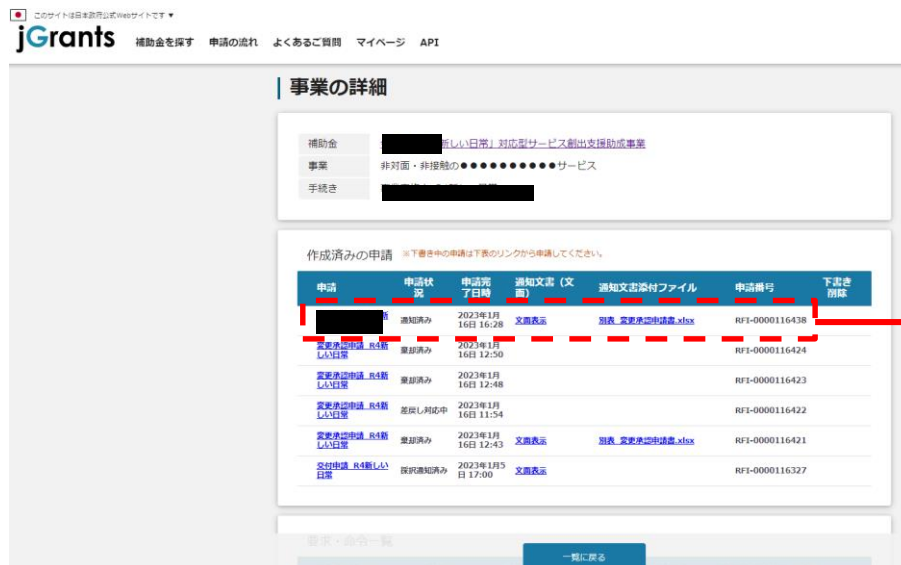 このサイトは日本政府公式Webサイトです ▼
jGrants 補助金を探す 申請の流れ よくあるご質問 マイページ API
事業の詳細
補助金 新しい日常」対応型サービス創出支援助成事業
事業 非対面・非接触の●●●●●●●●●●サービス
手続き
作成済みの申請 ※下書き中の申請は下表のリンクから申請してください。
申請 申請状況 申請完了日時 通知文書（文面） 通知文書添付ファイル 申請番号 下書き削除
新 通知済み 2023年1月16日 16:28 文面表示 別表_変更承認申請書.xlsx RFI-0000116438
変更承認申請_R4新しい日常 棄却済み 2023年1月16日 12:50 RFI-0000116424
変更承認申請_R4新しい日常 棄却済み 2023年1月16日 12:48 RFI-0000116423
変更承認申請_R4新しい日常 差戻し対応中 2023年1月16日 11:54 RFI-0000116422
変更承認申請_R4新しい日常 棄却済み 2023年1月16日 12:43 文面表示 別表_変更承認申請書.xlsx RFI-0000116421
交付申請_R4新しい日常 採択通知済み 2023年1月5日 17:00 文面表示 RFI-0000116327
要求・命令一覧
一覧に戻る